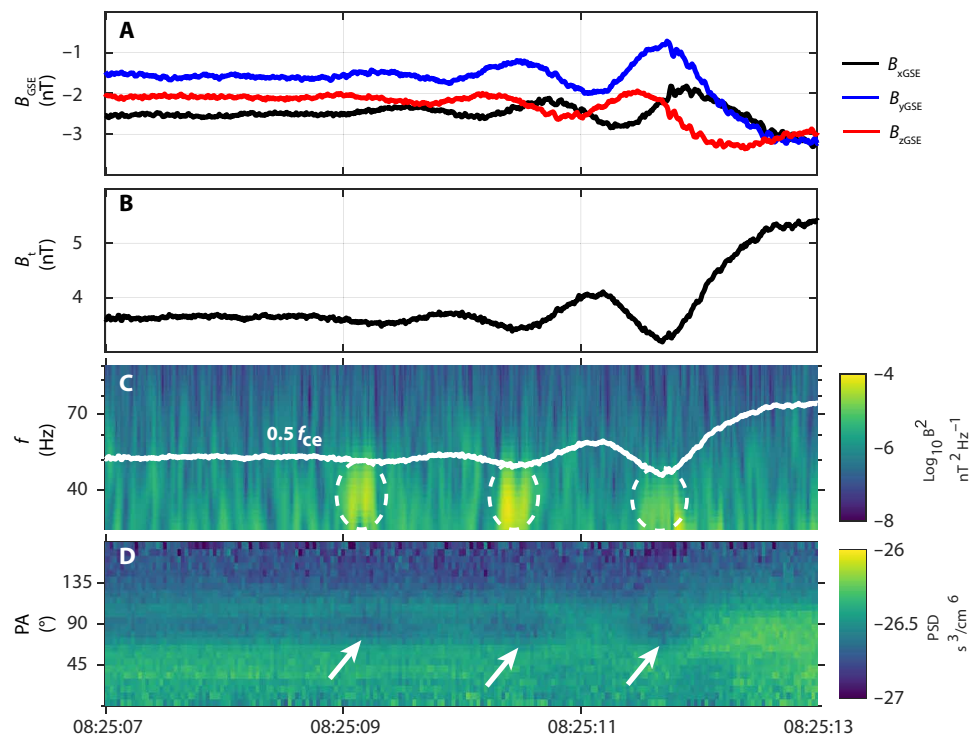 A
−1
−2
−3
B_GSE
(nT)
B_xGSE
B_yGSE
B_zGSE
B
5
4
B_t
(nT)
C
70
40
f
(Hz)
0.5 f_ce
−4
−6
−8
Log_10 B^2
nT^2 Hz^−1
D
135
90
45
PA
(°)
−26
−26.5
−27
PSD
s^3/cm^6
08:25:07 08:25:09 08:25:11 08:25:13